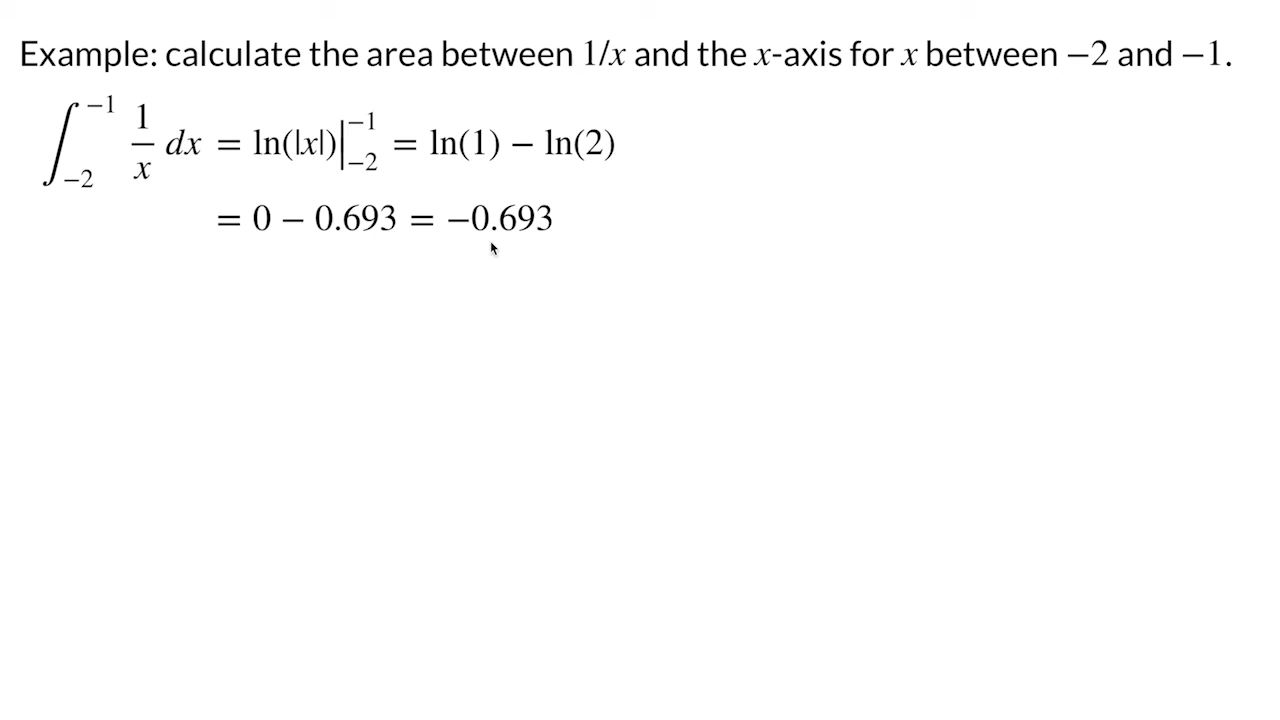 Example: calculate the area between 1/x and the x-axis for x between −2 and −1.
∫_{−2}^{−1} 1/x dx = ln(|x|)|_{−2}^{−1} = ln(1) − ln(2)
= 0 − 0.693 = −0.693